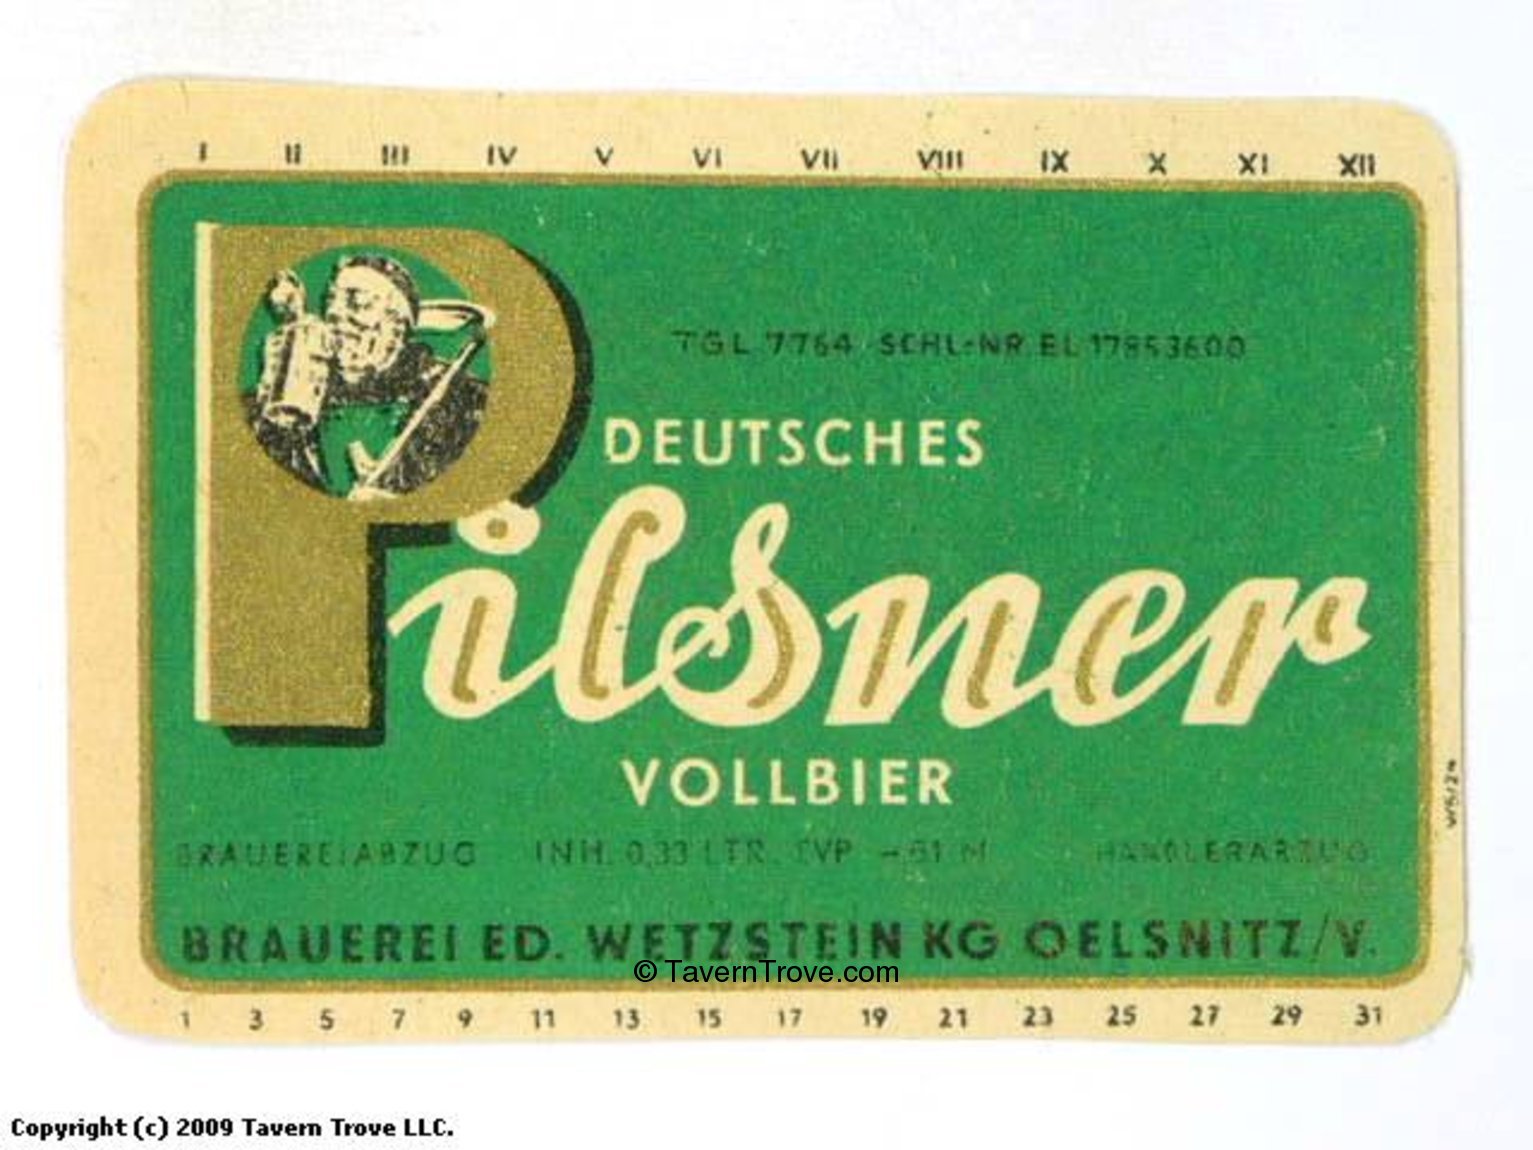 I II III IV V VI VII VIII IX X XI XII
TGL 7764 SCHL-NR EL 17853600
DEUTSCHES
Pilsner
VOLLBIER
BRAUEREIABZUG INH. 0,33 LTR. EVP -,61 M HÄNDLERABZUG
BRAUEREI ED. WETZSTEIN KG OELSNITZ/V.
© TavernTrove.com
1 3 5 7 9 11 13 15 17 19 21 23 25 27 29 31
Copyright (c) 2009 Tavern Trove LLC.